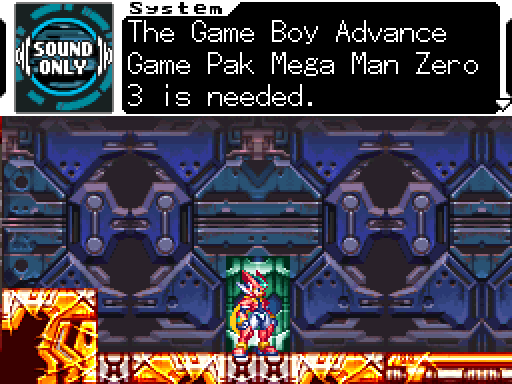 System
SOUND
ONLY
The Game Boy Advance
Game Pak Mega Man Zero
3 is needed.